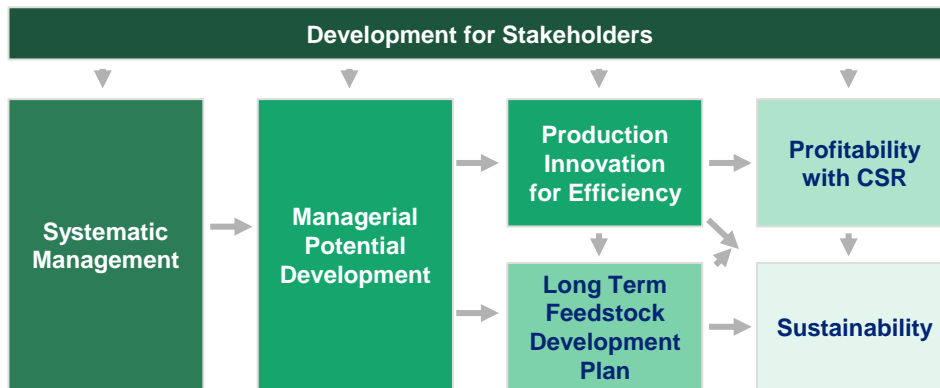 Development for Stakeholders
Systematic
Management
Managerial
Potential
Development
Production
Innovation
for Efficiency
Long Term
Feedstock
Development
Plan
Profitability
with CSR
Sustainability